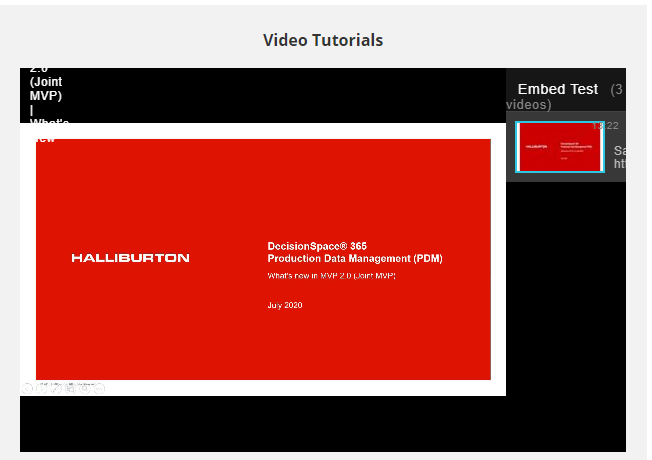 Video Tutorials
2.0
(Joint
MVP)
|
What's
New
Embed Test (3
videos)
22
Sa
htt
HALLIBURTON
DecisionSpace® 365
Production Data Management (PDM)
What's new in MVP 2.0 (Joint MVP)
July 2020